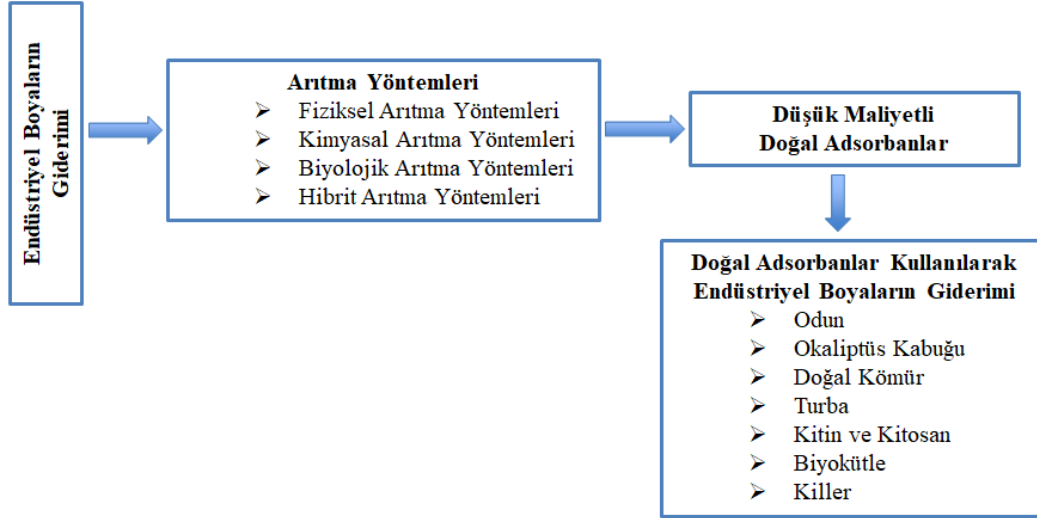 Endüstriyel Boyaların
Giderimi
Arıtma Yöntemleri
➢ Fiziksel Arıtma Yöntemleri
➢ Kimyasal Arıtma Yöntemleri
➢ Biyolojik Arıtma Yöntemleri
➢ Hibrit Arıtma Yöntemleri
Düşük Maliyetli
Doğal Adsorbanlar
Doğal Adsorbanlar Kullanılarak
Endüstriyel Boyaların Giderimi
➢ Odun
➢ Okaliptüs Kabuğu
➢ Doğal Kömür
➢ Turba
➢ Kitin ve Kitosan
➢ Biyokütle
➢ Killer